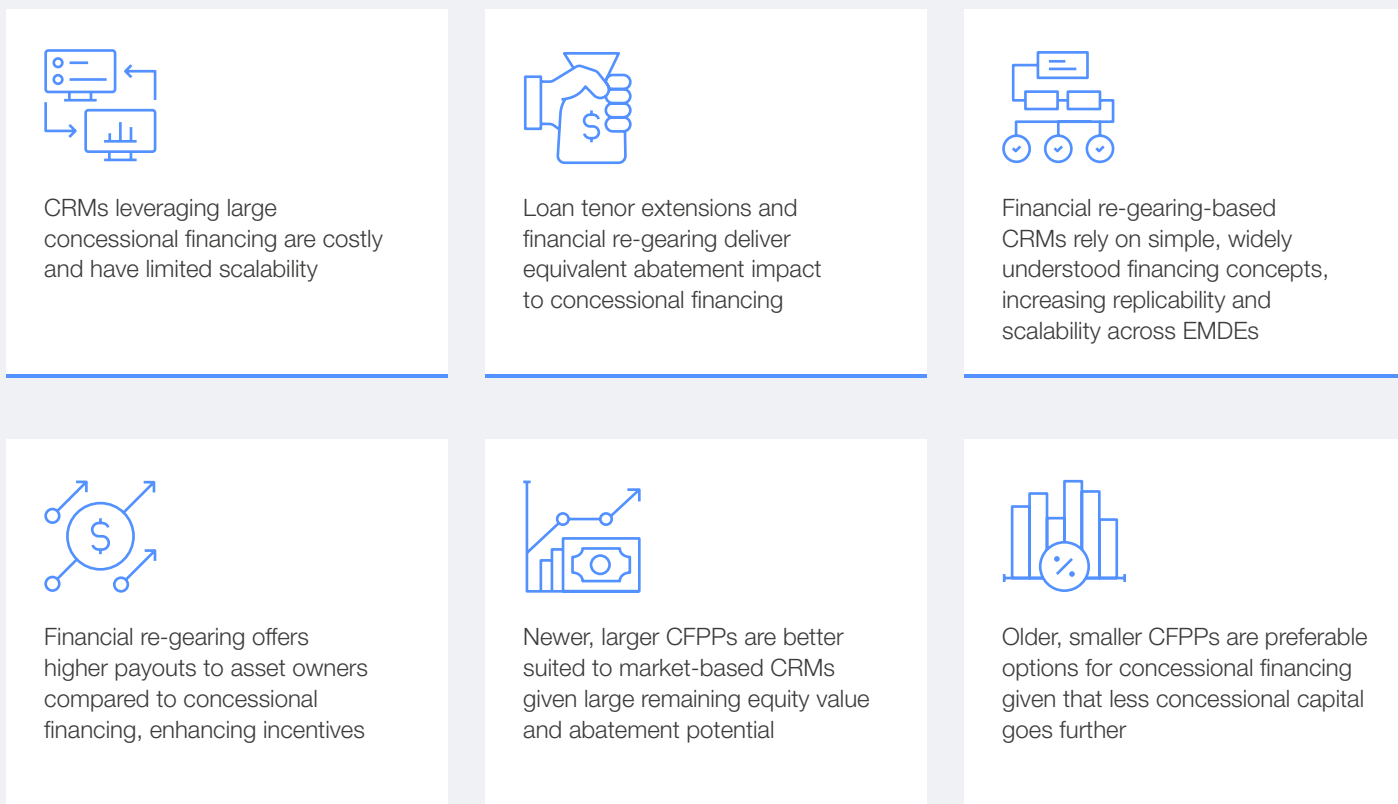 CRMs leveraging large
concessional financing are costly
and have limited scalability
$
Loan tenor extensions and
financial re-gearing deliver
equivalent abatement impact
to concessional financing
Financial re-gearing-based
CRMs rely on simple, widely
understood financing concepts,
increasing replicability and
scalability across EMDEs
$
Financial re-gearing offers
higher payouts to asset owners
compared to concessional
financing, enhancing incentives
Newer, larger CFPPs are better
suited to market-based CRMs
given large remaining equity value
and abatement potential
%
Older, smaller CFPPs are preferable
options for concessional financing
given that less concessional capital
goes further